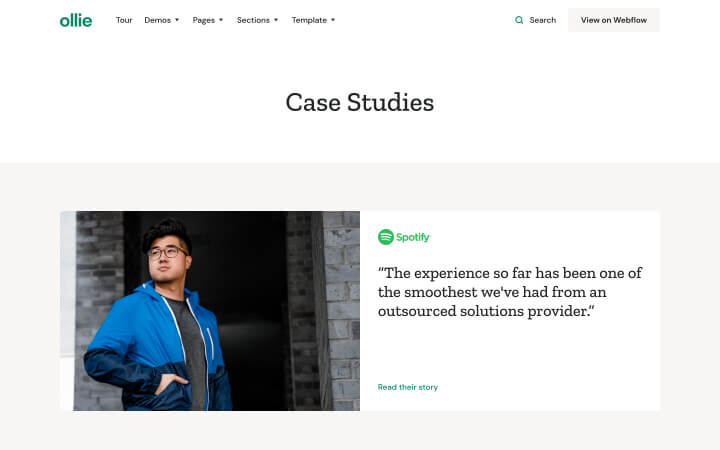 ollie
Tour
Demos
Pages
Sections
Template
Search
View on Webflow
Case Studies
Spotify
“The experience so far has been one of
the smoothest we've had from an
outsourced solutions provider.”
Read their story